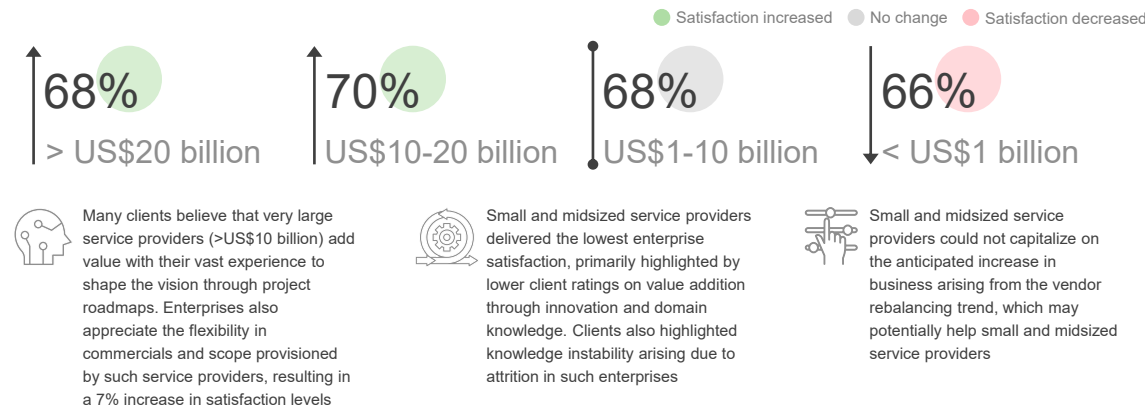 Satisfaction increased No change Satisfaction decreased
68%
> US$20 billion
70%
US$10-20 billion
68%
US$1-10 billion
66%
< US$1 billion
Many clients believe that very large
service providers (>US$10 billion) add
value with their vast experience to
shape the vision through project
roadmaps. Enterprises also
appreciate the flexibility in
commercials and scope provisioned
by such service providers, resulting in
a 7% increase in satisfaction levels
Small and midsized service providers
delivered the lowest enterprise
satisfaction, primarily highlighted by
lower client ratings on value addition
through innovation and domain
knowledge. Clients also highlighted
knowledge instability arising due to
attrition in such enterprises
Small and midsized service
providers could not capitalize on
the anticipated increase in
business arising from the vendor
rebalancing trend, which may
potentially help small and midsized
service providers